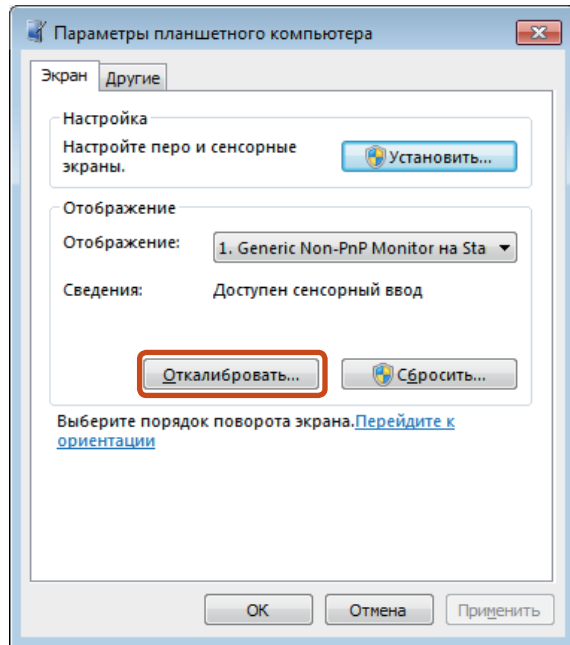 Параметры планшетного компьютера
Экран
Другие
Настройка
Настройте перо и сенсорные
экраны.
Установить...
Отображение
Отображение:
1. Generic Non-PnP Monitor на Sta
Сведения:
Доступен сенсорный ввод
Откалибровать...
Сбросить...
Выберите порядок поворота экрана.Перейдите к
ориентации
ОК
Отмена
Применить